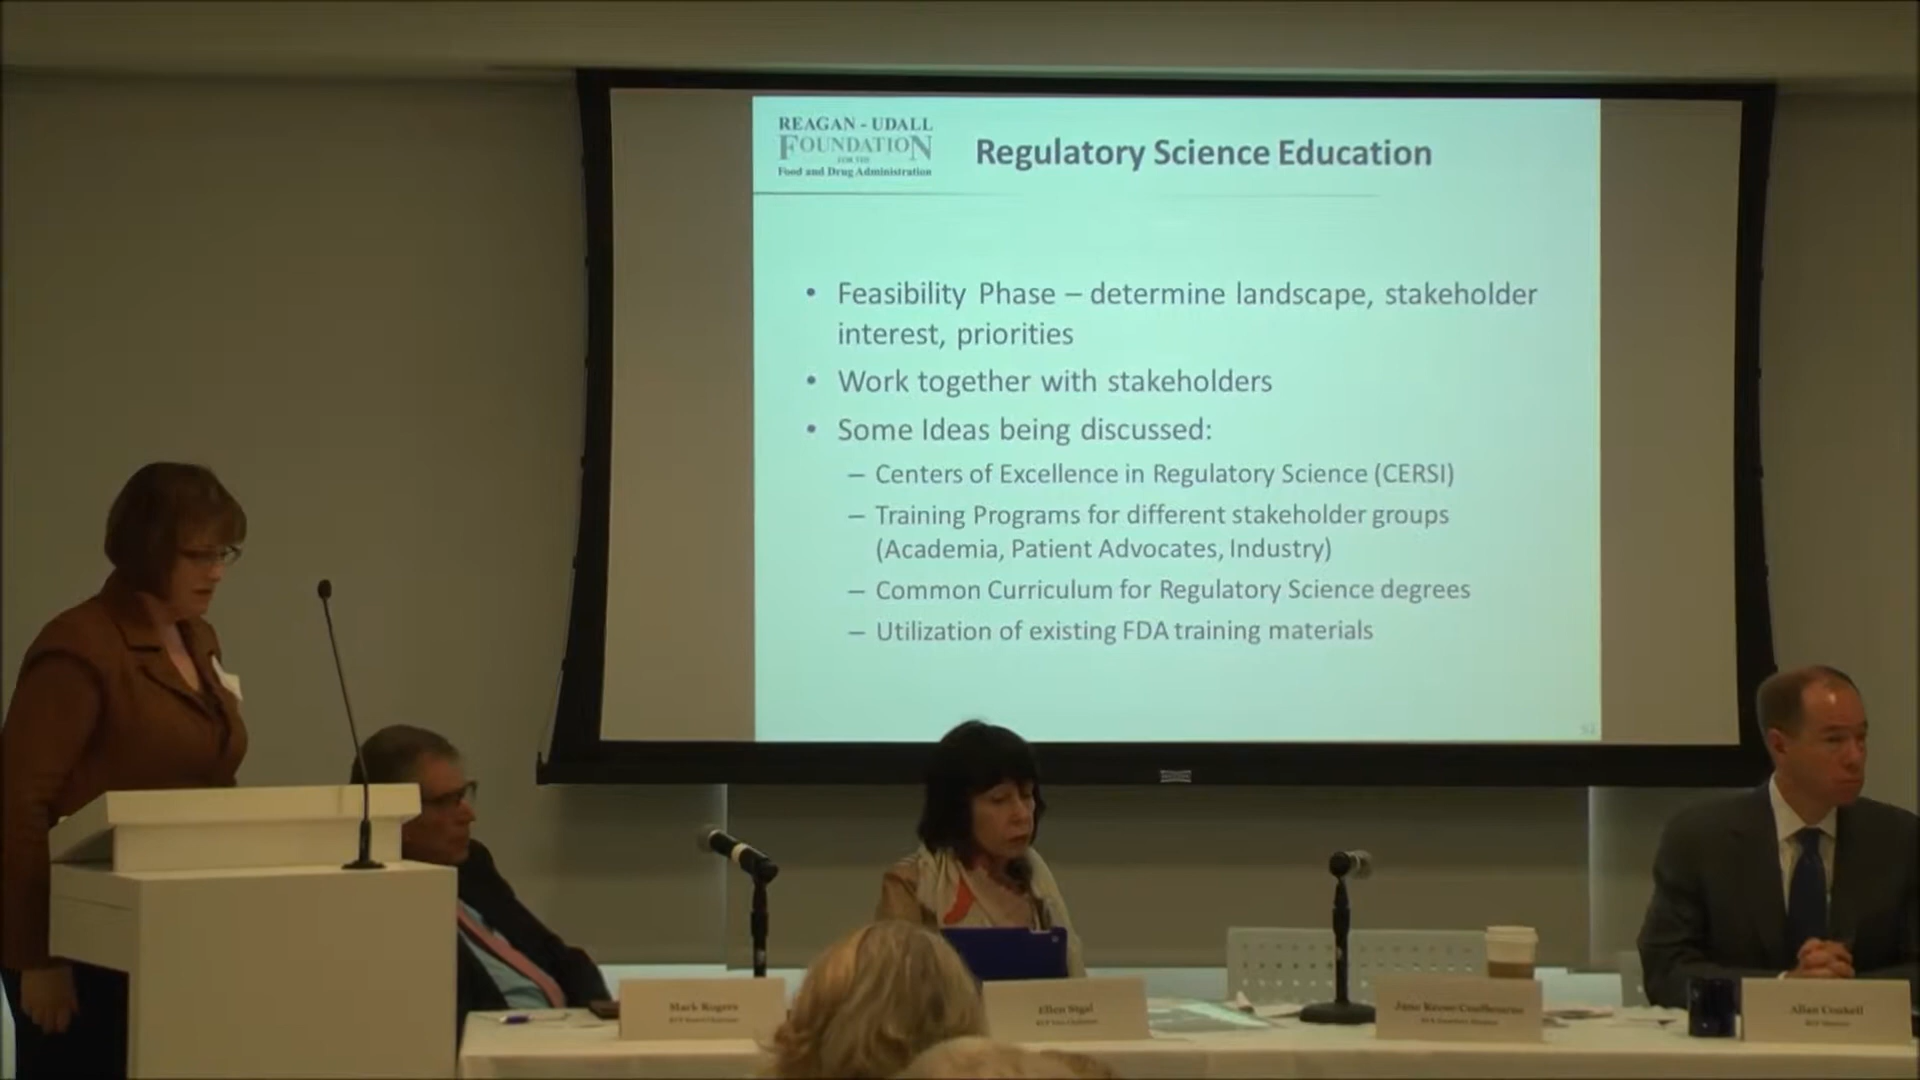 REAGAN - UDALL
FOUNDATION
FOR THE
Food and Drug Administration
Regulatory Science Education
• Feasibility Phase – determine landscape, stakeholder
interest, priorities
• Work together with stakeholders
• Some Ideas being discussed:
– Centers of Excellence in Regulatory Science (CERSI)
– Training Programs for different stakeholder groups
(Academia, Patient Advocates, Industry)
– Common Curriculum for Regulatory Science degrees
– Utilization of existing FDA training materials
Mark Rogers
Ellen Sigal
Jane Reese-Coulbourne
Allan Coukell